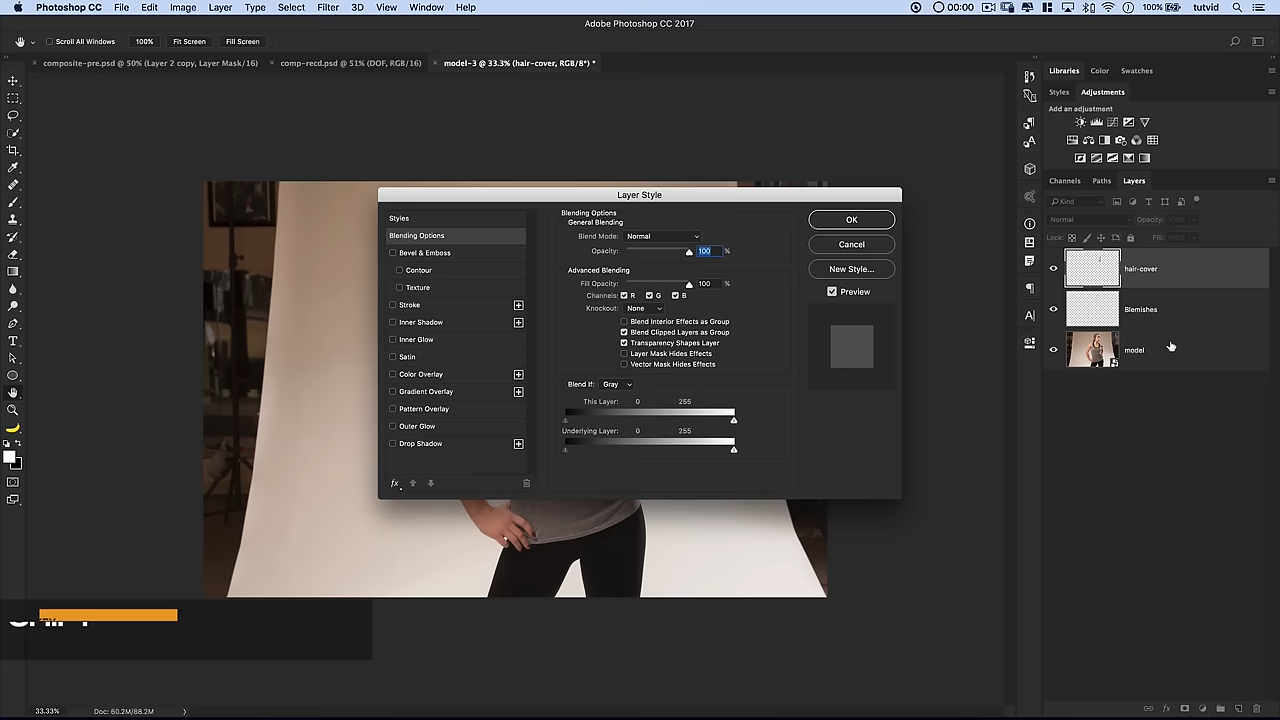 Photoshop CC File Edit Image Layer Type Select Filter 3D View Window Help 00:00 100% tutvid
Adobe Photoshop CC 2017
Scroll All Windows 100% Fit Screen Fill Screen
composite-pre.psd @ 50% (Layer 2 copy, Layer Mask/16) comp-recd.psd @ 51% (DOF, RGB/16) model-3 @ 33.3% (hair-cover, RGB/8*) *
Libraries Color Swatches
Styles Adjustments
Add an adjustment
Channels Paths Layers
Kind
Normal Opacity: 100%
Lock: Fill: 100%
hair-cover
Blemishes
model
Layer Style
Styles
Blending Options
Bevel & Emboss
Contour
Texture
Stroke
Inner Shadow
Inner Glow
Satin
Color Overlay
Gradient Overlay
Pattern Overlay
Outer Glow
Drop Shadow
fx
Blending Options
General Blending
Blend Mode: Normal
Opacity: 100 %
Advanced Blending
Fill Opacity: 100 %
Channels: R G B
Knockout: None
Blend Interior Effects as Group
Blend Clipped Layers as Group
Transparency Shapes Layer
Layer Mask Hides Effects
Vector Mask Hides Effects
Blend If: Gray
This Layer: 0 255
Underlying Layer: 0 255
OK
Cancel
New Style...
Preview
33.33% Doc: 60.2M/88.2M
fx